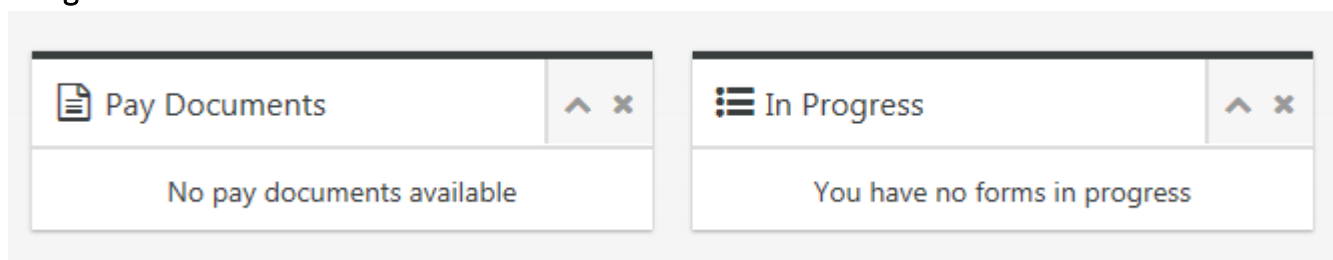 Pay Documents
No pay documents available
In Progress
You have no forms in progress